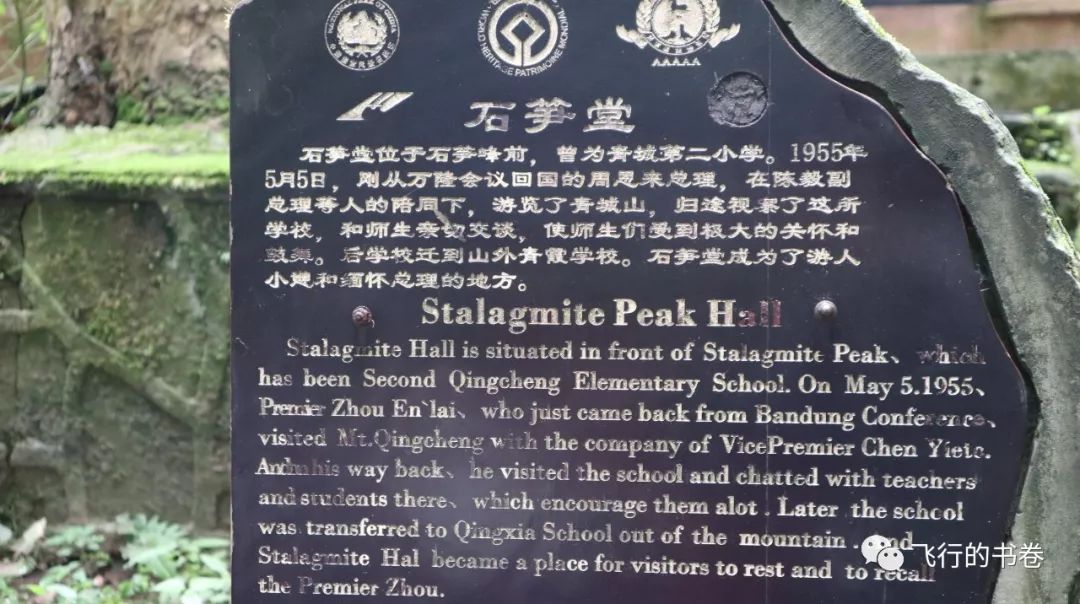 NATIONAL PARK OF CHINA
WORLD HERITAGE PATRIMOINE MONDIAL
AAAAA
石笋堂
石笋堂位于石笋峰前，曾为青城第二小学。1955年
5月5日，刚从万隆会议回国的周恩来总理，在陈毅副
总理等人的陪同下，游览了青城山，归途视察了这所
学校，和师生亲切交谈，使师生们受到极大的关怀和
鼓舞。后学校迁到山外青霞学校。石笋堂成为了游人
小憩和缅怀总理的地方。
Stalagmite Peak Hall
Stalagmite Hall is situated in front of Stalagmite Peak、which
has been Second Qingcheng Elementary School. On May 5.1955、
Premier Zhou En`lai、who just came back from Bandung Conference、
visited Mt.Qingcheng with the company of VicePremier Chen Yietc.
his way back、he visited the school and chatted with teachers
and students there、which encourage them alot . Later the school
was transferred to Qingxia School out of the mountain .
Stalagmite Hal became a place for visitors to rest and to recall
the Premier Zhou.
飞行的书卷